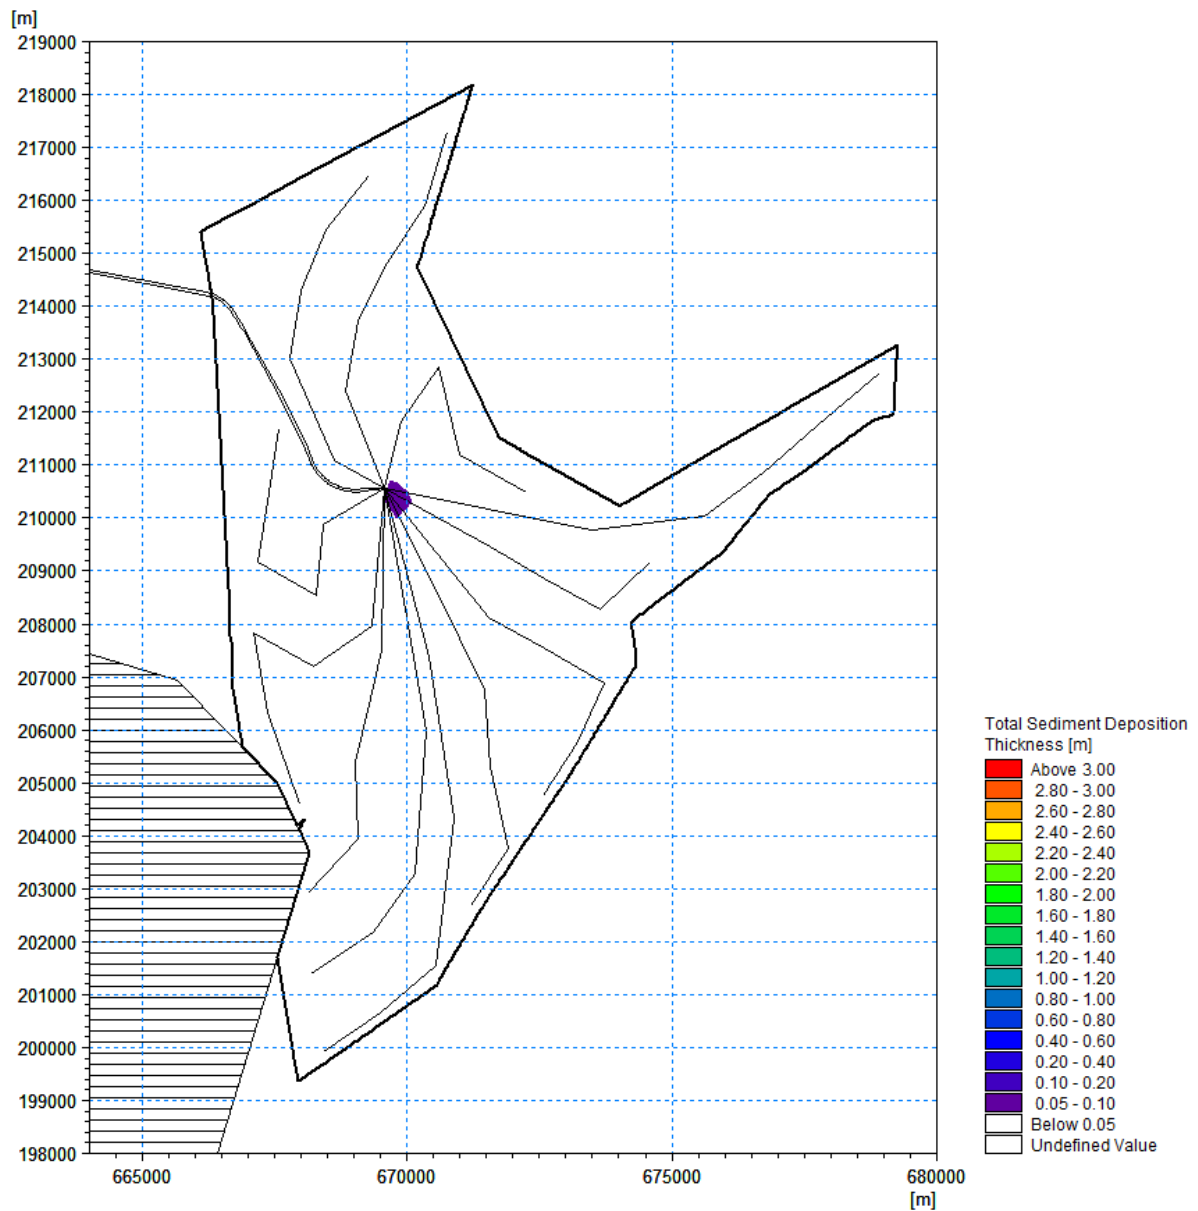 [m]
219000
218000
217000
216000
215000
214000
213000
212000
211000
210000
209000
208000
207000
206000
205000
204000
203000
202000
201000
200000
199000
198000
665000 670000 675000 680000
[m]
Total Sediment Deposition
Thickness [m]
Above 3.00
2.80 - 3.00
2.60 - 2.80
2.40 - 2.60
2.20 - 2.40
2.00 - 2.20
1.80 - 2.00
1.60 - 1.80
1.40 - 1.60
1.20 - 1.40
1.00 - 1.20
0.80 - 1.00
0.60 - 0.80
0.40 - 0.60
0.20 - 0.40
0.10 - 0.20
0.05 - 0.10
Below 0.05
Undefined Value